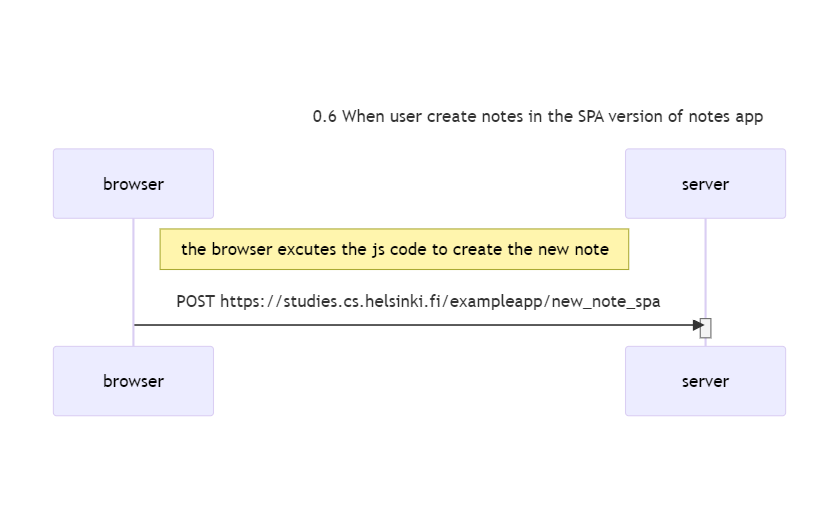 0.6 When user create notes in the SPA version of notes app
browser
server
the browser excutes the js code to create the new note
POST https://studies.cs.helsinki.fi/exampleapp/new_note_spa
browser
server